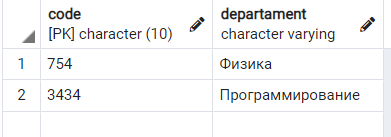 code departament
[PK] character (10) character varying
1 754 Физика
2 3434 Программирование